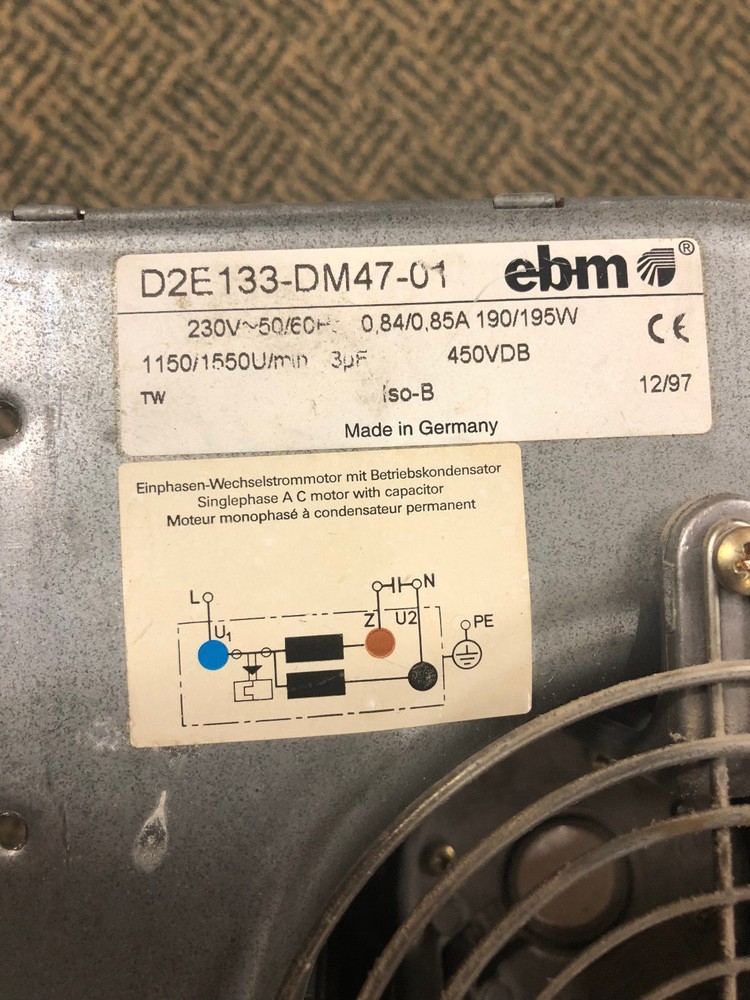 D2E133-DM47-01 ebm ®
230V~50/60Hz 0,84/0,85A 190/195W CE
1150/1550U/min 3µF 450VDB
TW Iso-B 12/97
Made in Germany
Einphasen-Wechselstrommotor mit Betriebskondensator
Singlephase A C motor with capacitor
Moteur monophasé à condensateur permanent
L N
U1 Z U2 PE